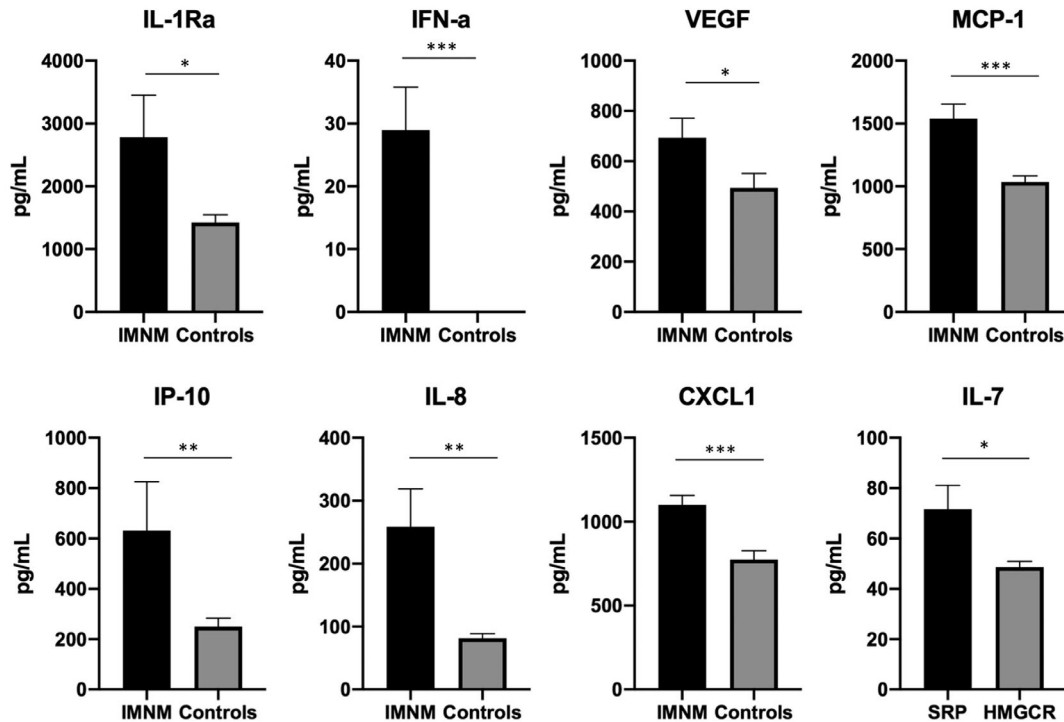 IL-1Ra
IFN-a
VEGF
MCP-1
4000
3000
2000
1000
0
pg/mL
*
IMNM Controls
40
30
20
10
0
pg/mL
***
IMNM Controls
1000
800
600
400
200
0
pg/mL
*
IMNM Controls
2000
1500
1000
500
0
pg/mL
***
IMNM Controls
IP-10
IL-8
CXCL1
IL-7
1000
800
600
400
200
0
pg/mL
**
IMNM Controls
400
300
200
100
0
pg/mL
**
IMNM Controls
1500
1000
500
0
pg/mL
***
IMNM Controls
100
80
60
40
20
0
pg/mL
*
SRP HMGCR